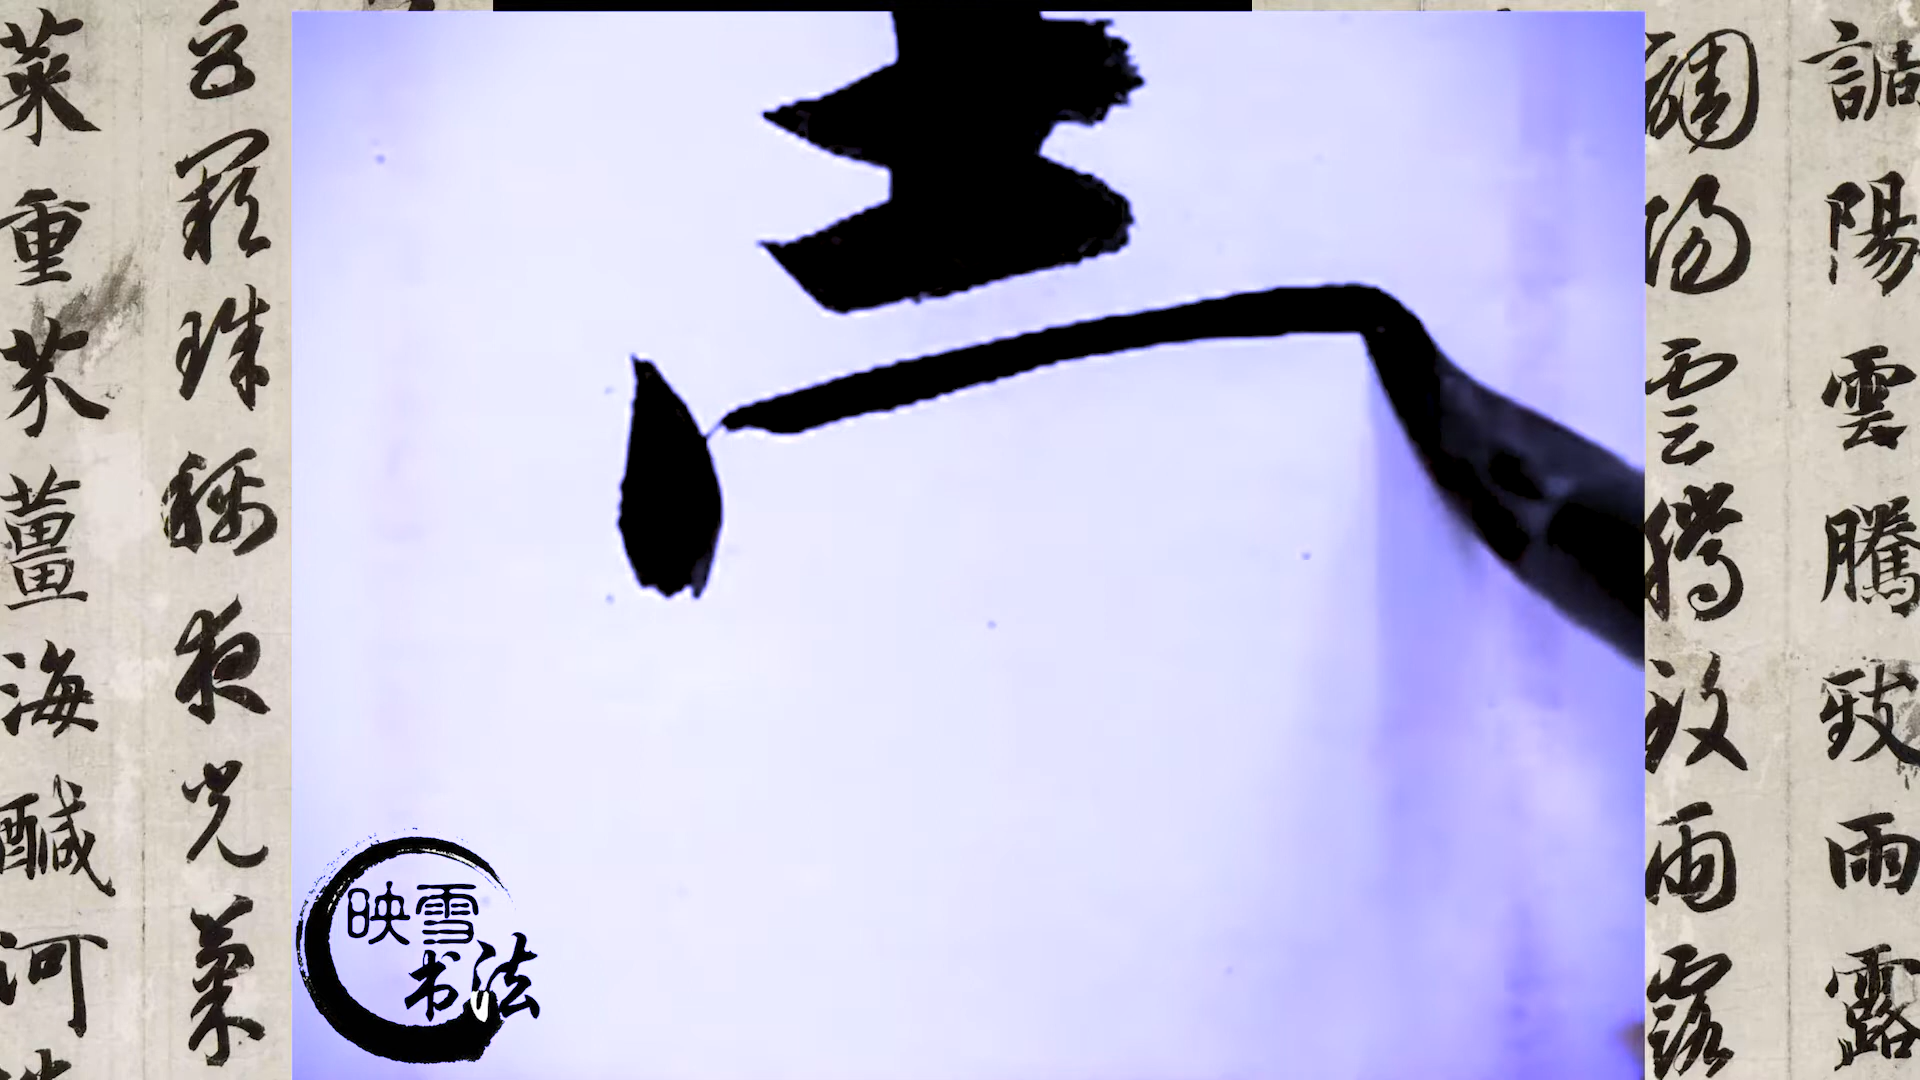 調陽雲騰致雨露
調陽雲騰致雨露
号闕珠稱夜光菓
菜重芥薑海鹹河
映雪
书法